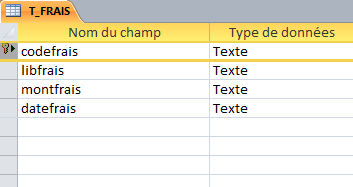 T_FRAIS
Nom du champ Type de données
codefrais Texte
libfrais Texte
montfrais Texte
datefrais Texte